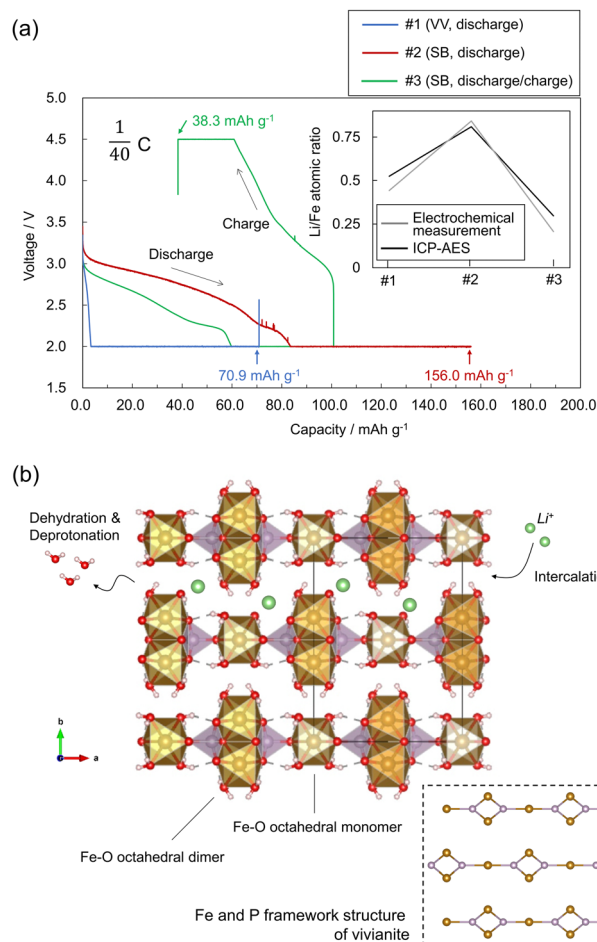 (a)
#1 (VV, discharge)
#2 (SB, discharge)
#3 (SB, discharge/charge)
5.0
4.5
4.0
3.5
3.0
2.5
2.0
1.5
Voltage / V
1/40 C
38.3 mAh g⁻¹
Charge
Discharge
70.9 mAh g⁻¹
156.0 mAh g⁻¹
0.75
0.5
0.25
0
Li/Fe atomic ratio
Electrochemical
measurement
ICP-AES
#1 #2 #3
0.0 20.0 40.0 60.0 80.0 100.0 120.0 140.0 160.0 180.0 200.0
Capacity / mAh g⁻¹
(b)
Dehydration &
Deprotonation
Li⁺
Intercalati
b
a
Fe-O octahedral monomer
Fe-O octahedral dimer
Fe and P framework structure
of vivianite